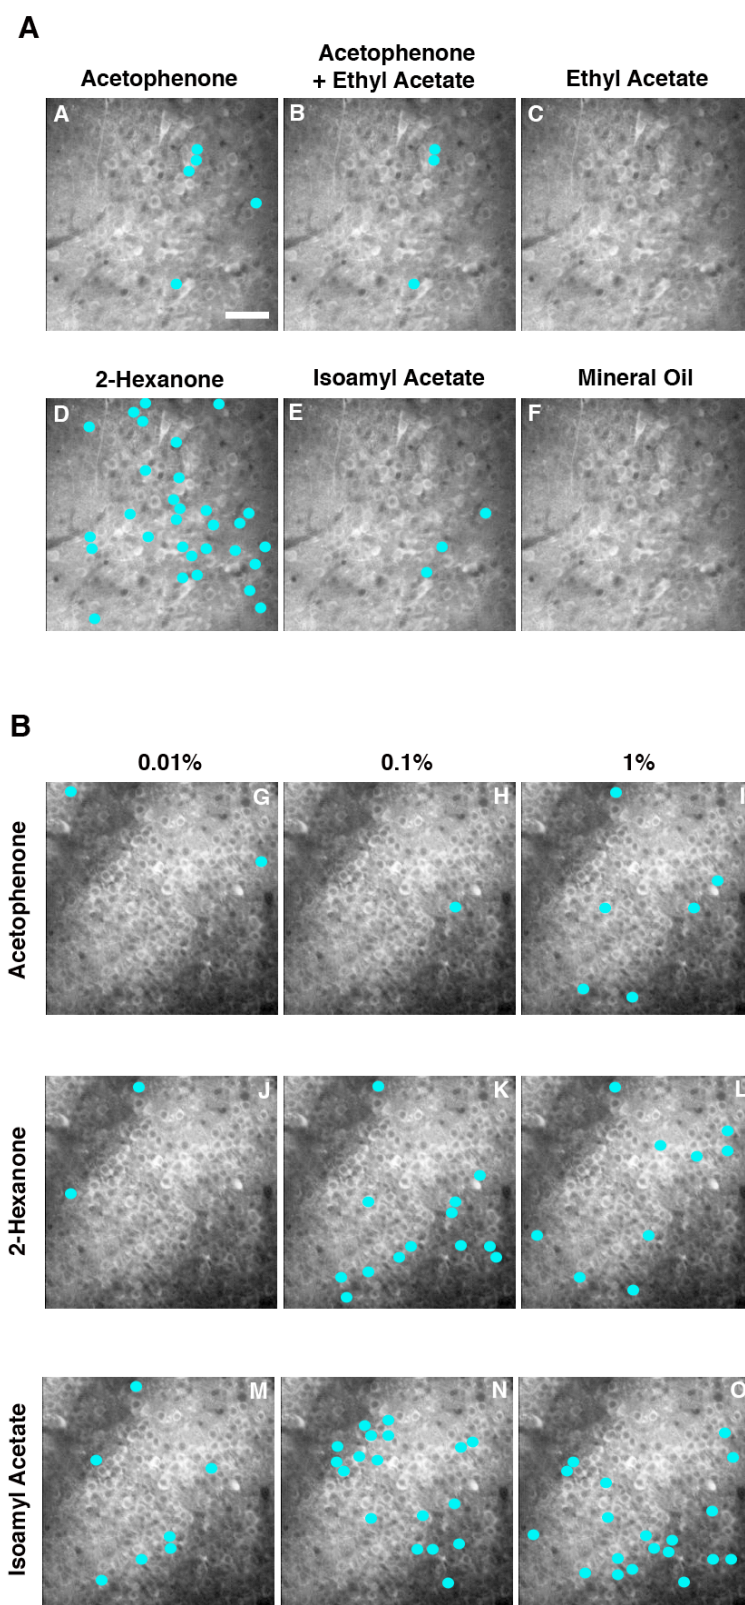 A
Acetophenone
Acetophenone
+ Ethyl Acetate
Ethyl Acetate
A
B
C
2-Hexanone
Isoamyl Acetate
Mineral Oil
D
E
F
B
0.01%
0.1%
1%
Acetophenone
G
H
I
2-Hexanone
J
K
L
Isoamyl Acetate
M
N
O